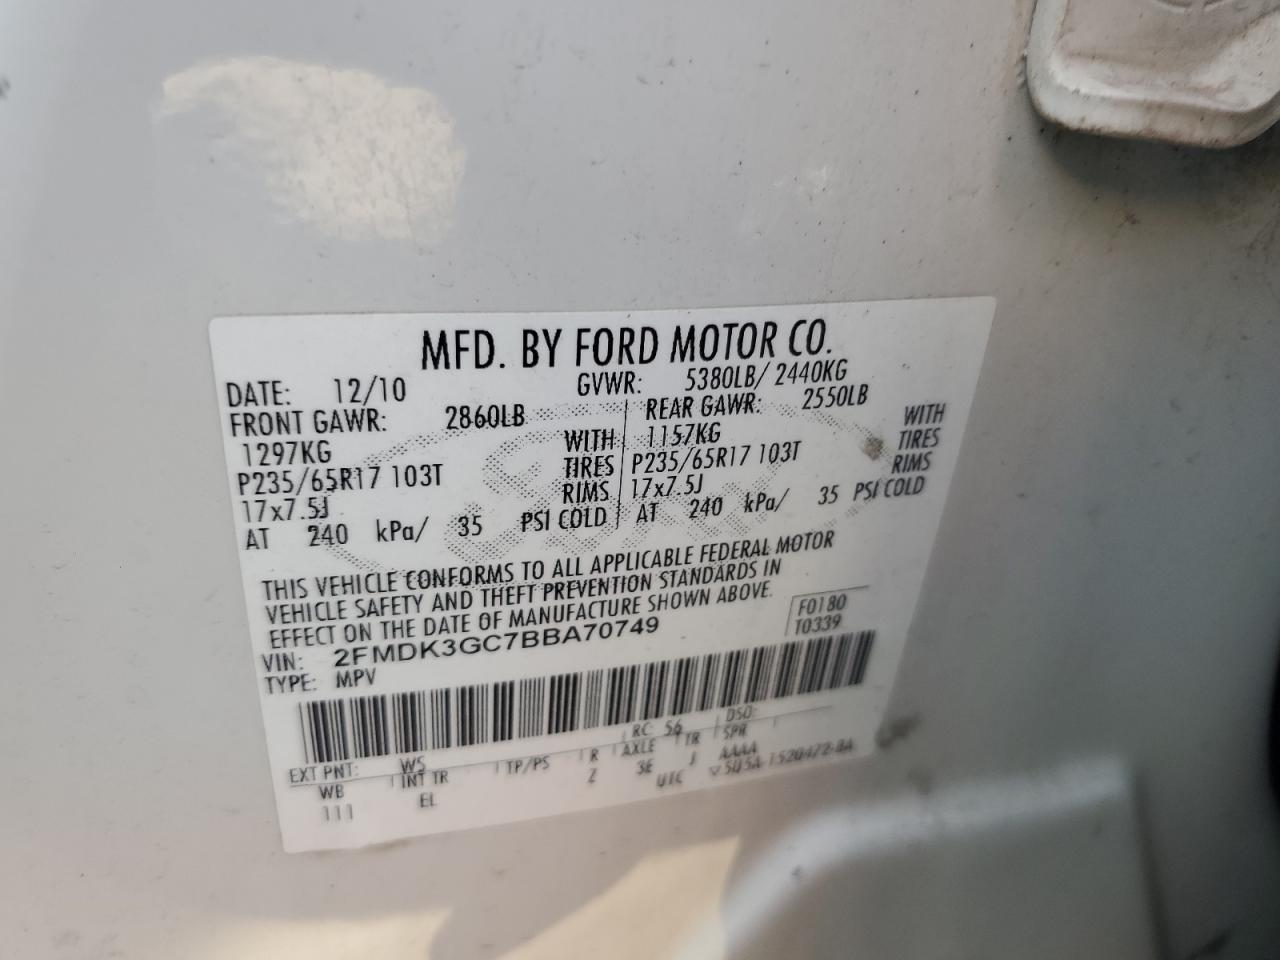 MFD. BY FORD MOTOR CO.
DATE: 12/10 GVWR: 5380LB/ 2440KG
FRONT GAWR: 2860LB REAR GAWR: 2550LB
1297KG WITH 1157KG WITH
P235/65R17 103T TIRES P235/65R17 103T TIRES
17x7.5J RIMS 17x7.5J RIMS
AT 240 kPa/ 35 PSI COLD AT 240 kPa/ 35 PSI COLD
THIS VEHICLE CONFORMS TO ALL APPLICABLE FEDERAL MOTOR
VEHICLE SAFETY AND THEFT PREVENTION STANDARDS IN
EFFECT ON THE DATE OF MANUFACTURE SHOWN ABOVE.
F0180
VIN: 2FMDK3GC7BBA70749 T0339
TYPE: MPV
EXT PNT: WS RC: 56 DSO:
WB INT TR TP/PS R AXLE TR SPR
111 EL Z 3E J AAAA
UTC